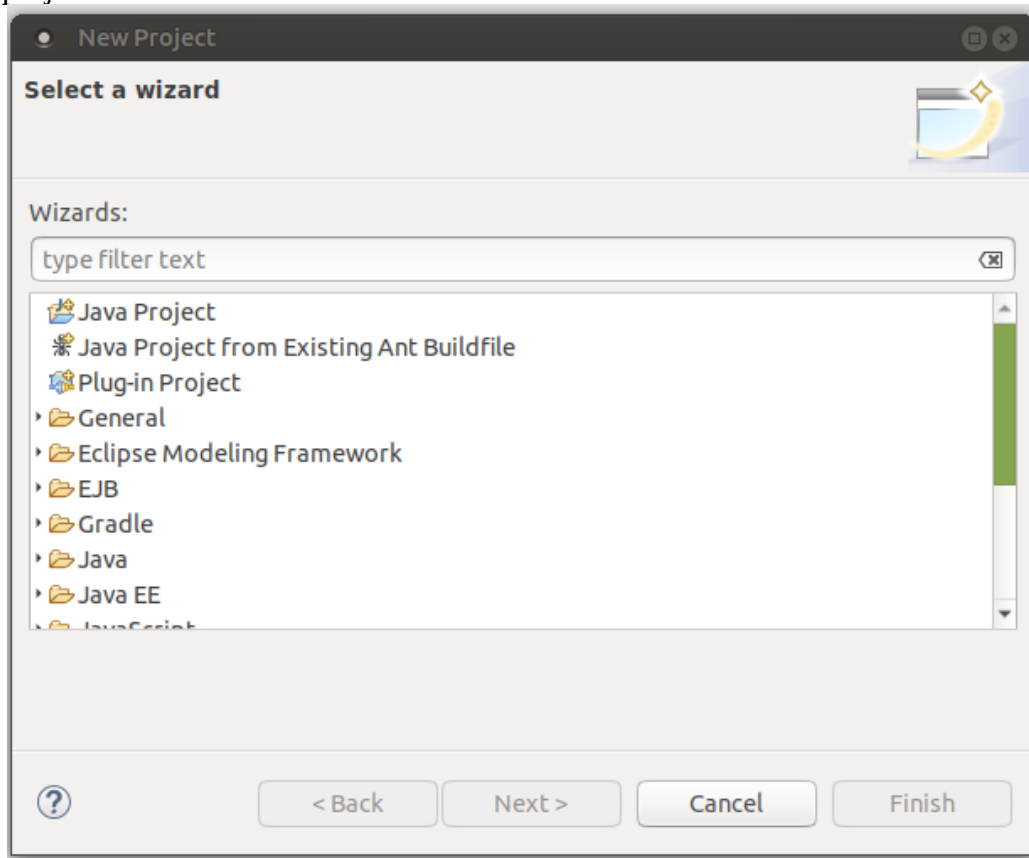 New Project
Select a wizard
Wizards:
type filter text
Java Project
Java Project from Existing Ant Buildfile
Plug-in Project
General
Eclipse Modeling Framework
EJB
Gradle
Java
Java EE
JavaScript
? < Back Next > Cancel Finish